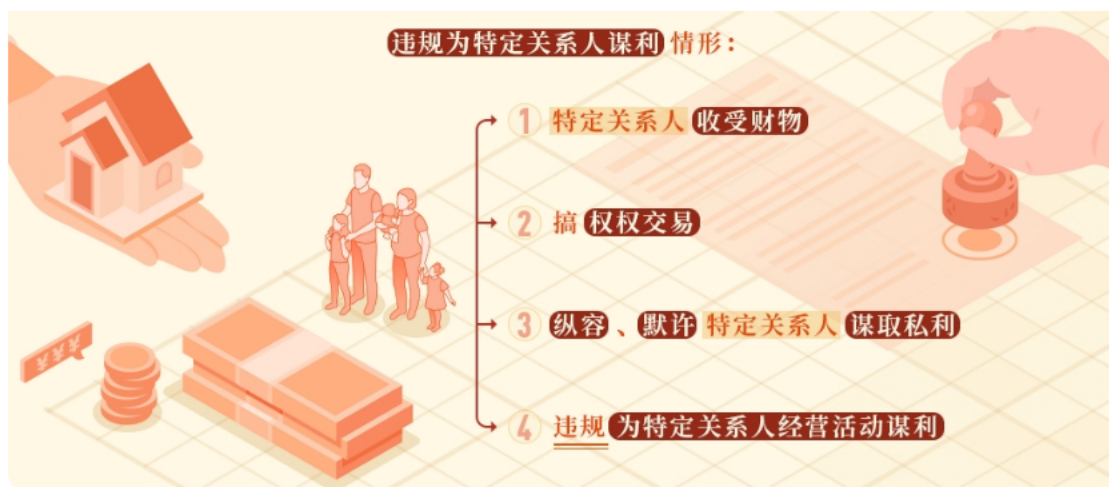 违规为特定关系人谋利 情形：
1 特定关系人 收受财物
2 搞 权权交易
3 纵容、默许 特定关系人 谋取私利
¥¥¥
4 违规 为特定关系人经营活动谋利